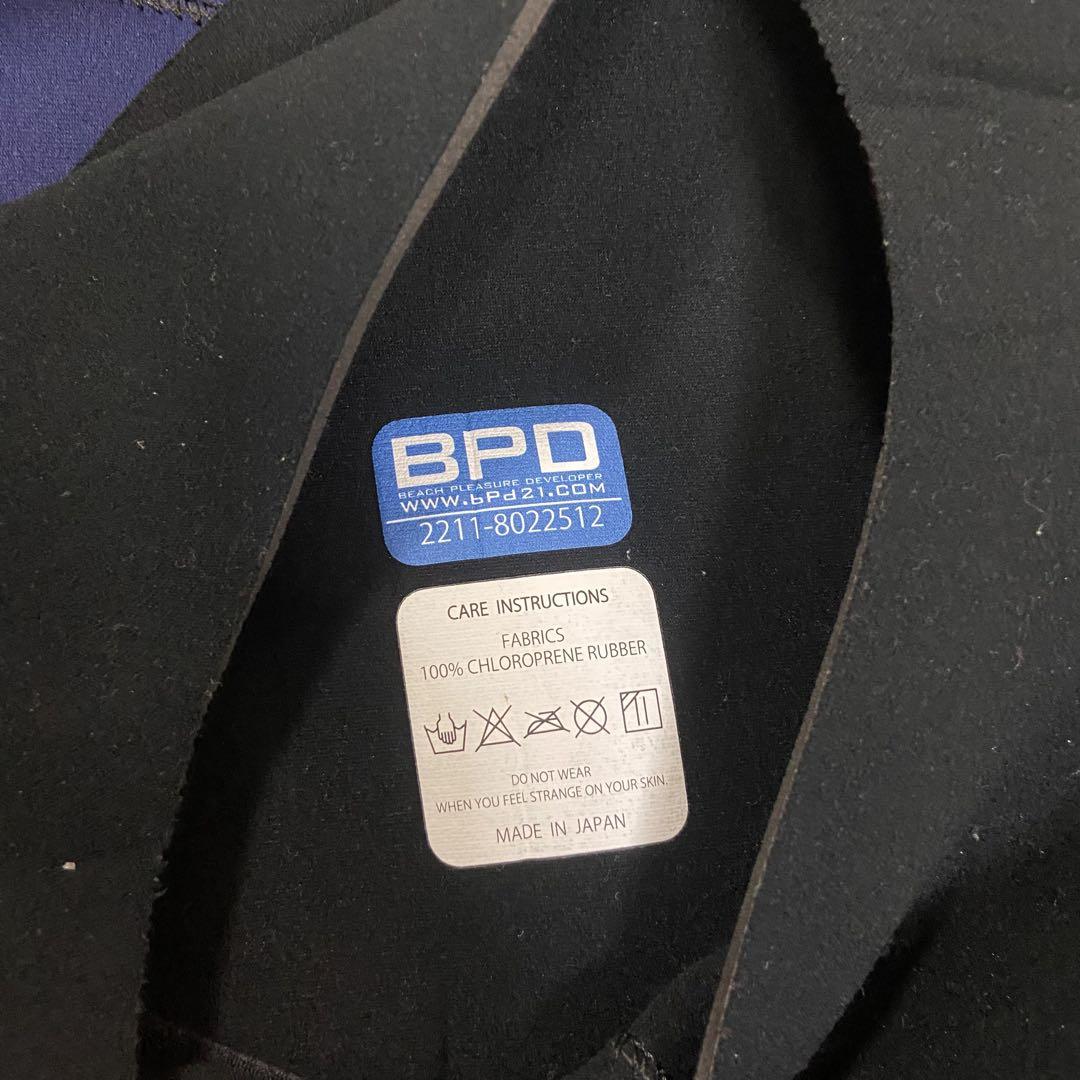 BPD
BEACH PLEASURE DEVELOPER
WWW.bPd21.COM
2211-8022512
CARE INSTRUCTIONS
FABRICS
100% CHLOROPRENE RUBBER
DO NOT WEAR
WHEN YOU FEEL STRANGE ON YOUR SKIN.
MADE IN JAPAN